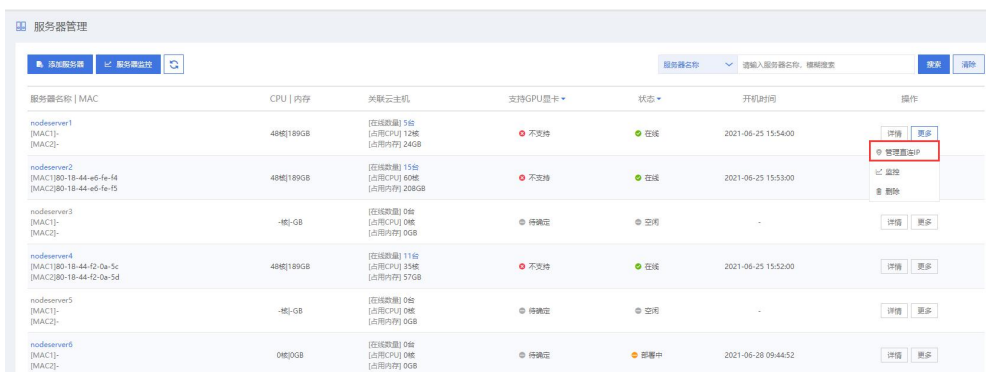 服务器管理
添加服务器 服务器监控
服务器名称 请输入服务器名称, 模糊搜索 搜索 清除
服务器名称 | MAC CPU | 内存 关联云主机 支持GPU显卡 状态 开机时间 操作
nodeserver1
[MAC1]-
[MAC2]-
48核|189GB
[在线数量] 5台
[占用CPU] 12核
[占用内存] 24GB
不支持
在线
2021-06-25 15:54:00
详情 更多
管理直连IP
监控
删除
nodeserver2
[MAC1]80-18-44-e6-fe-f4
[MAC2]80-18-44-e6-fe-f5
48核|189GB
[在线数量] 15台
[占用CPU] 60核
[占用内存] 208GB
不支持
在线
2021-06-25 15:53:00
nodeserver3
[MAC1]-
[MAC2]-
-核|-GB
[在线数量] 0台
[占用CPU] 0核
[占用内存] 0GB
待确定
空闲
-
详情 更多
nodeserver4
[MAC1]80-18-44-f2-0a-5c
[MAC2]80-18-44-f2-0a-5d
48核|189GB
[在线数量] 11台
[占用CPU] 35核
[占用内存] 57GB
不支持
在线
2021-06-25 15:52:00
详情 更多
nodeserver5
[MAC1]-
[MAC2]-
-核|-GB
[在线数量] 0台
[占用CPU] 0核
[占用内存] 0GB
待确定
空闲
-
详情 更多
nodeserver6
[MAC1]-
[MAC2]-
0核|0GB
[在线数量] 0台
[占用CPU] 0核
[占用内存] 0GB
待确定
部署中
2021-06-28 09:44:52
详情 更多